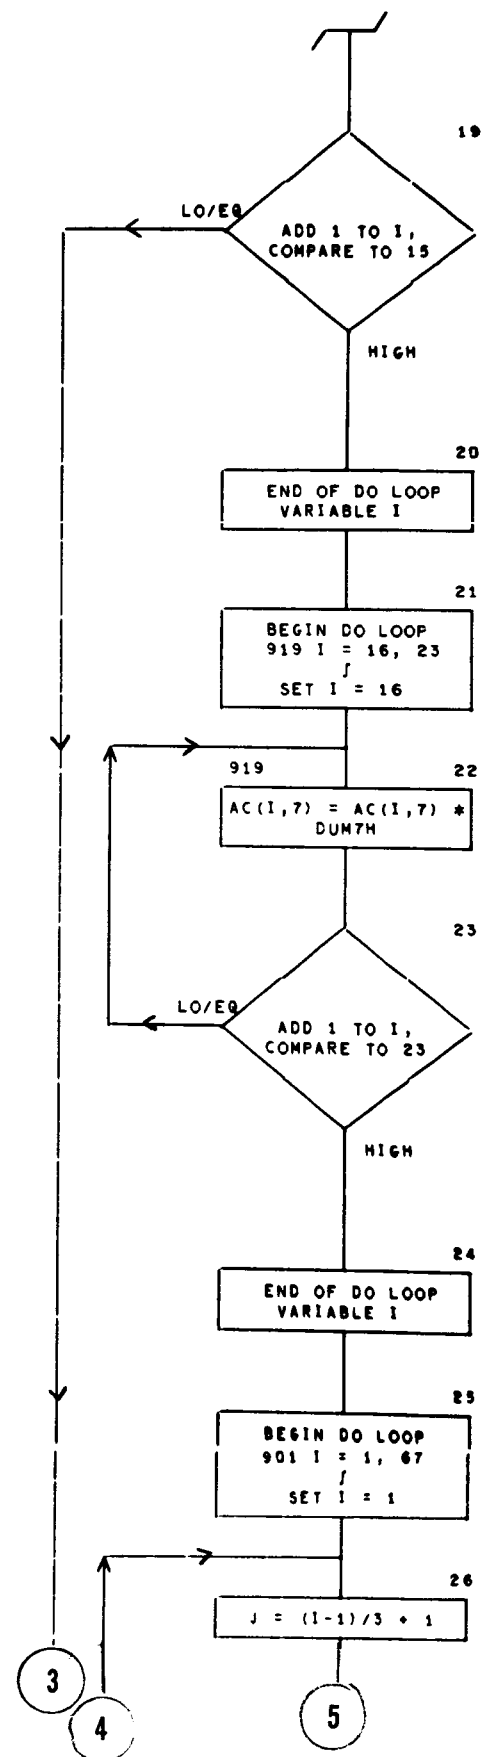 19
LO/EQ
ADD 1 TO I,
COMPARE TO 15
HIGH
20
END OF DO LOOP
VARIABLE I
21
BEGIN DO LOOP
919 I = 16, 23
∫
SET I = 16
919
22
AC(I,7) = AC(I,7) *
DUM7H
23
LO/EQ
ADD 1 TO I,
COMPARE TO 23
HIGH
24
END OF DO LOOP
VARIABLE I
25
BEGIN DO LOOP
901 I = 1, 67
∫
SET I = 1
26
J = (I-1)/3 + 1
3
4
5